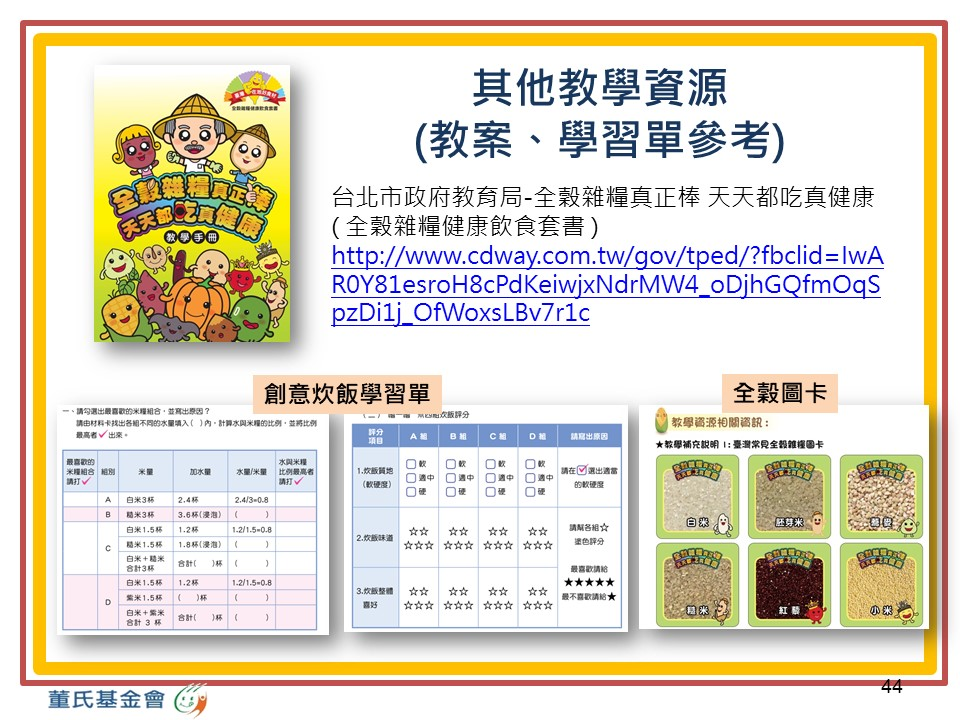 其他教學資源
(教案、學習單參考)
全穀雜糧健康飲食套書
全穀雜糧真正棒
天天都吃真健康
教學手冊
台北市政府教育局-全穀雜糧真正棒 天天都吃真健康
( 全穀雜糧健康飲食套書 )
http://www.cdway.com.tw/gov/tped/?fbclid=IwA
R0Y81esroH8cPdKeiwjxNdrMW4_oDjhGQfmOqS
pzDi1j_OfWoxsLBv7r1c
創意炊飯學習單
一、請勾選出最喜歡的米糧組合，並寫出原因？
請由材料卡找出各組不同的水量填入（ ）內，計算水與米糧的比例，並將比例
最高者✓出來。
最喜歡的米糧組合請打✓ 組別 米量 加水量 水量/米量 水與米糧比例最高者請打✓
A 白米3杯 2.4杯 2.4/3=0.8
B 糙米3杯 3.6杯(浸泡) （ ）
C 白米1.5杯 1.2杯 1.2/1.5=0.8
糙米1.5杯 1.8杯(浸泡) （ ）
白米＋糙米合計3杯 合計（ ）杯 （ ）
D 白米1.5杯 1.2杯 1.2/1.5=0.8
紫米1.5杯 （ ）杯 （ ）
白米＋紫米合計 3 杯 合計（ ）杯 （ ）
評分項目 A 組 B 組 C 組 D 組 請寫出原因
1.炊飯質地(軟硬度) □軟 □適中 □硬 □軟 □適中 □硬 □軟 □適中 □硬 □軟 □適中 □硬 請在☑選出適當的軟硬度
2.炊飯味道 ☆☆☆☆☆ ☆☆☆☆☆ ☆☆☆☆☆ ☆☆☆☆☆ 請幫各組☆塗色評分
3.炊飯整體喜好 ☆☆☆☆☆ ☆☆☆☆☆ ☆☆☆☆☆ ☆☆☆☆☆ 最喜歡請給★★★★★ 最不喜歡請給★
全穀圖卡
教學資源相關資訊：
★教學補充說明 1：臺灣常見全穀雜糧圖卡
白米 胚芽米 蕎麥
糙米 紅藜 小米
董氏基金會
44